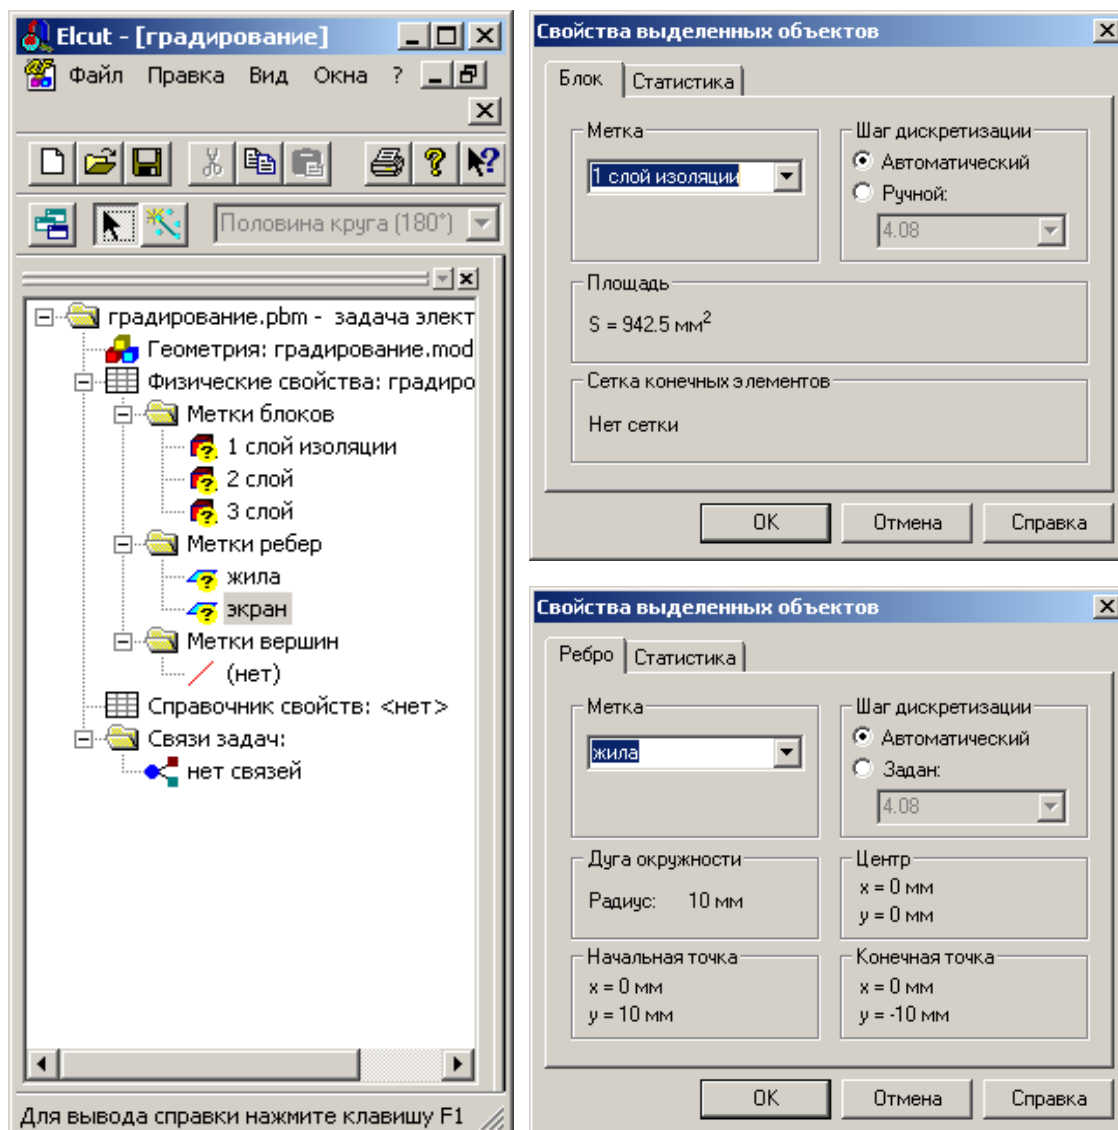 Elcut - [градирование]
Файл Правка Вид Окна ?
Половина круга (180°)
градирование.pbm - задача элект
Геометрия: градирование.mod
Физические свойства: градиро
Метки блоков
1 слой изоляции
2 слой
3 слой
Метки ребер
жила
экран
Метки вершин
(нет)
Справочник свойств: <нет>
Связи задач:
нет связей
Для вывода справки нажмите клавишу F1
Свойства выделенных объектов
Блок Статистика
Метка
1 слой изоляции
Шаг дискретизации
Автоматический
Ручной:
4.08
Площадь
S = 942.5 мм²
Сетка конечных элементов
Нет сетки
ОК Отмена Справка
Свойства выделенных объектов
Ребро Статистика
Метка
жила
Шаг дискретизации
Автоматический
Задан:
4.08
Дуга окружности
Радиус: 10 мм
Центр
x = 0 мм
y = 0 мм
Начальная точка
x = 0 мм
y = 10 мм
Конечная точка
x = 0 мм
y = -10 мм
ОК Отмена Справка